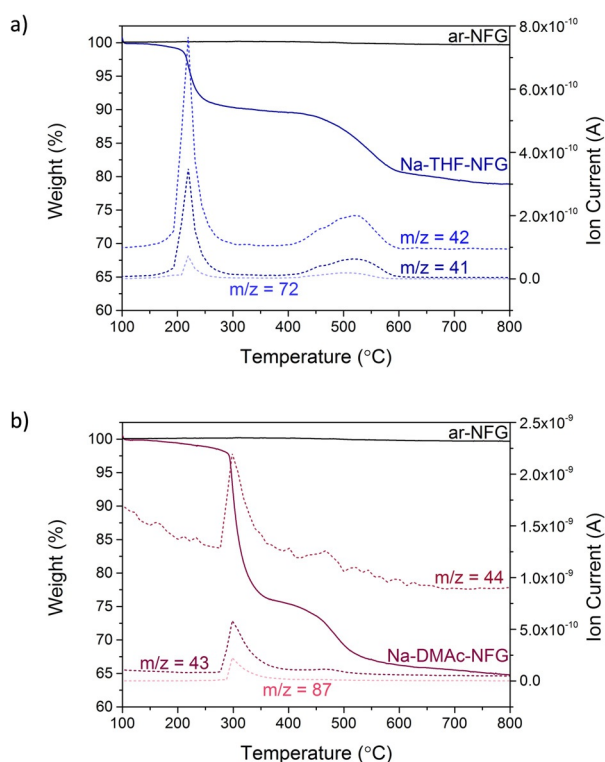 a)
100
95
90
85
80
75
70
65
60
Weight (%)
ar-NFG
Na-THF-NFG
m/z = 42
m/z = 41
m/z = 72
8.0x10⁻¹⁰
6.0x10⁻¹⁰
4.0x10⁻¹⁰
2.0x10⁻¹⁰
0.0
Ion Current (A)
100 200 300 400 500 600 700 800
Temperature (°C)
b)
100
95
90
85
80
75
70
65
60
Weight (%)
ar-NFG
m/z = 44
Na-DMAc-NFG
m/z = 43
m/z = 87
2.5x10⁻⁹
2.0x10⁻⁹
1.5x10⁻⁹
1.0x10⁻⁹
5.0x10⁻¹⁰
0.0
Ion Current (A)
100 200 300 400 500 600 700 800
Temperature (°C)